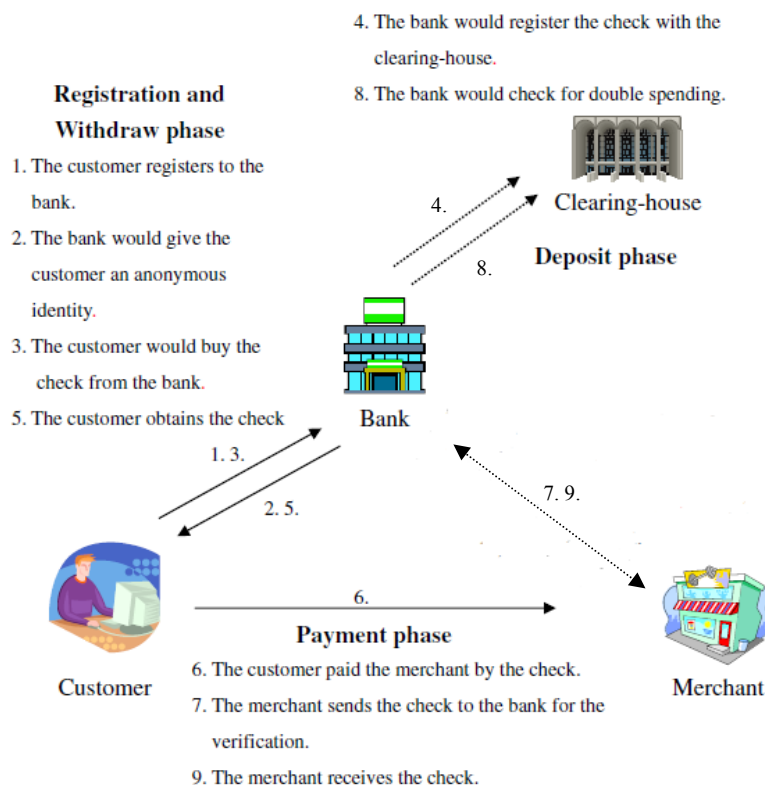 4. The bank would register the check with the
clearing-house.
8. The bank would check for double spending.
Registration and
Withdraw phase
1. The customer registers to the
bank.
2. The bank would give the
customer an anonymous
identity.
3. The customer would buy the
check from the bank.
5. The customer obtains the check
4.
8.
Clearing-house
Deposit phase
Bank
1. 3.
2. 5.
7. 9.
6.
Payment phase
Customer
Merchant
6. The customer paid the merchant by the check.
7. The merchant sends the check to the bank for the
verification.
9. The merchant receives the check.